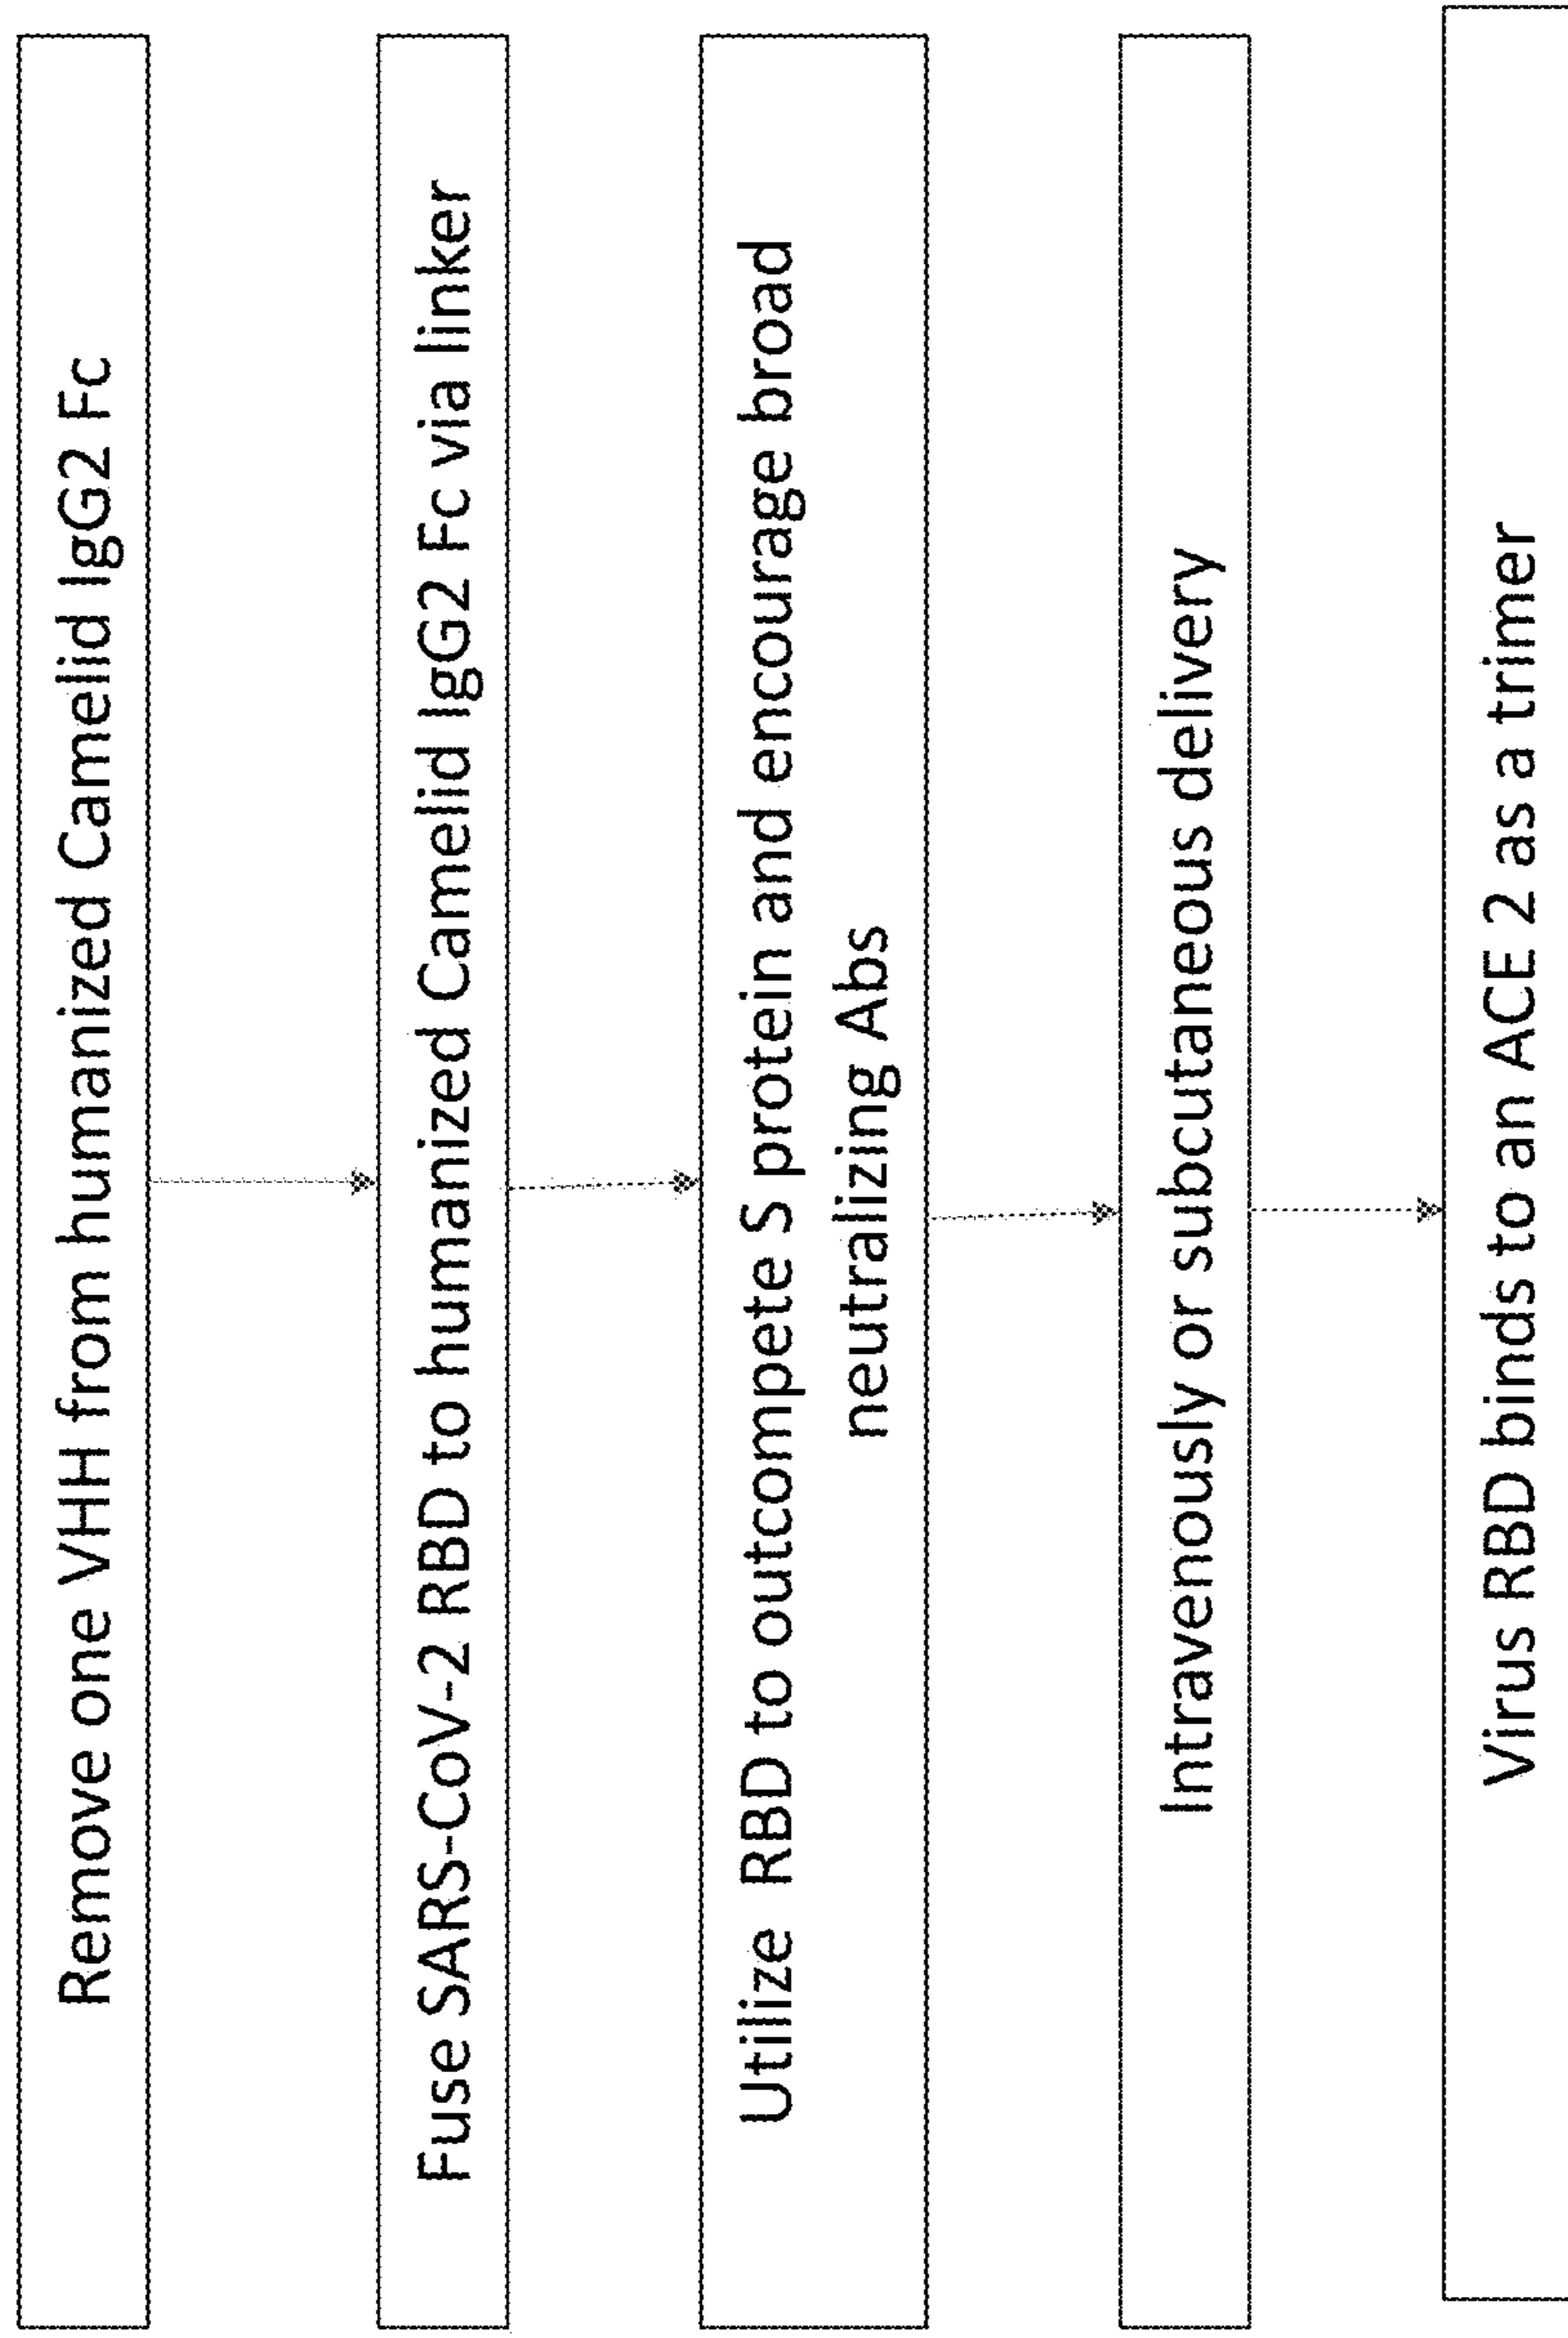 Remove one VHH from humanized Camelid IgG2 Fc
Fuse SARS-CoV-2 RBD to humanized Camelid IgG2 Fc via linker
Utilize RBD to outcompete S protein and encourage broad
neutralizing Abs
Intravenously or subcutaneous delivery
Virus RBD binds to an ACE 2 as a trimer